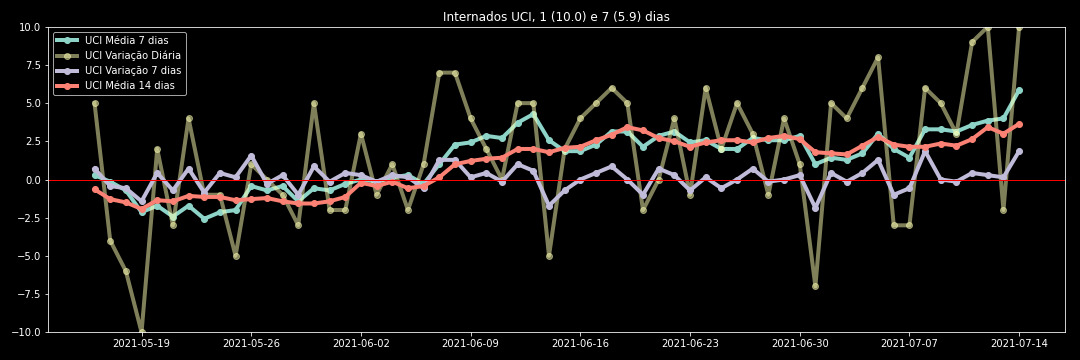 Internados UCI, 1 (10.0) e 7 (5.9) dias
UCI Média 7 dias
UCI Variação Diária
UCI Variação 7 dias
UCI Média 14 dias
10.0
7.5
5.0
2.5
0.0
−2.5
−5.0
−7.5
−10.0
2021-05-19 2021-05-26 2021-06-02 2021-06-09 2021-06-16 2021-06-23 2021-06-30 2021-07-07 2021-07-14